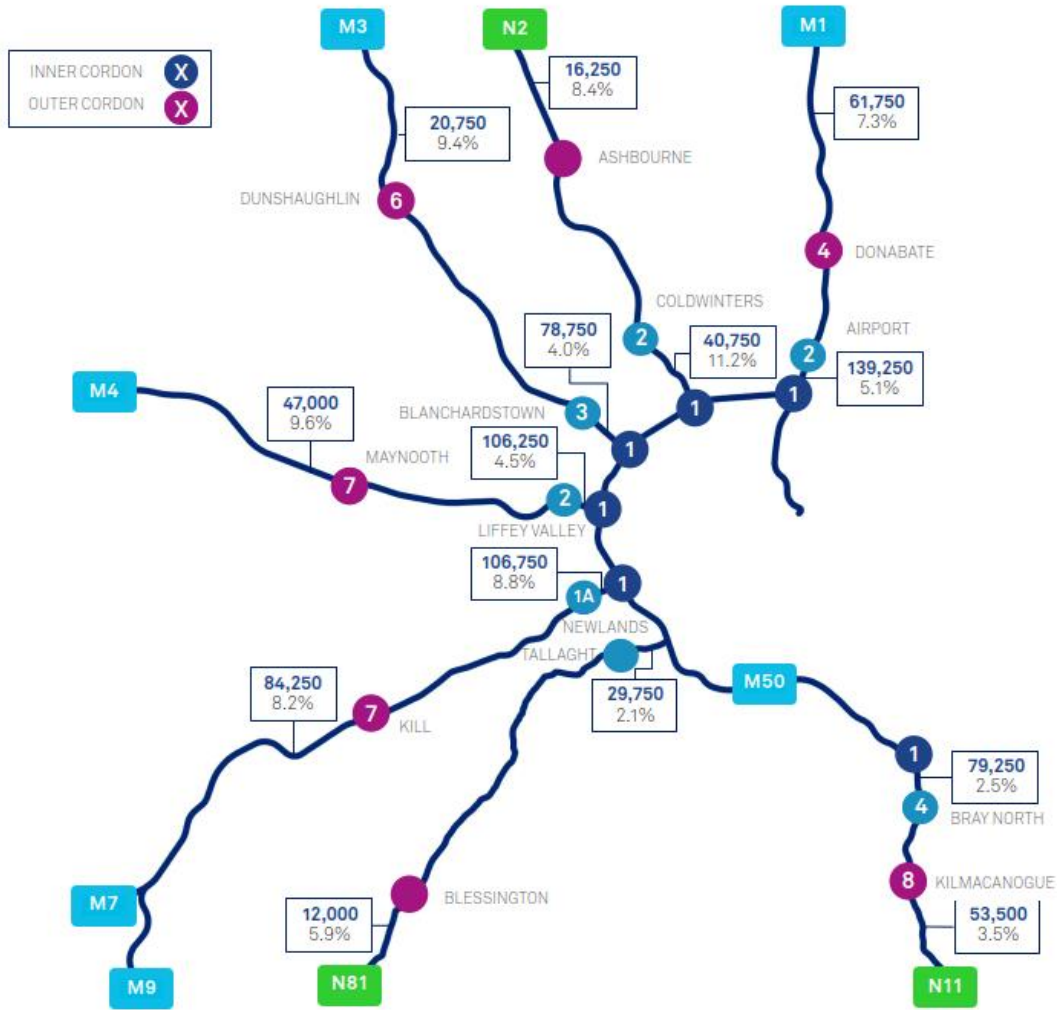 M3
N2
M1
INNER CORDON X
OUTER CORDON X
16,250
8.4%
61,750
7.3%
20,750
9.4%
ASHBOURNE
DUNSHAUGHLIN
6
4
DONABATE
COLDWINTERS
78,750
4.0%
2
40,750
11.2%
AIRPORT
2
139,250
5.1%
M4
47,000
9.6%
BLANCHARDSTOWN
3
1
1
1
106,250
4.5%
MAYNOOTH
7
2
1
LIFFEY VALLEY
106,750
8.8%
1A
1
NEWLANDS
TALLAGHT
84,250
8.2%
29,750
2.1%
M50
7
KILL
1
79,250
2.5%
4
BRAY NORTH
8
KILMACANOGUE
M7
BLESSINGTON
12,000
5.9%
53,500
3.5%
M9
N81
N11